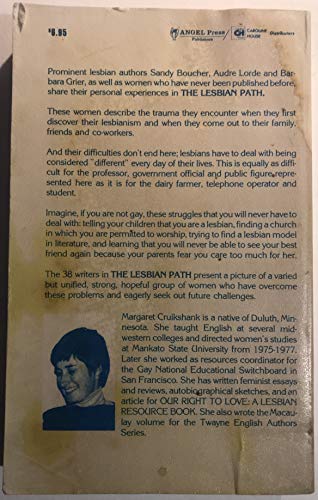 $6.95
ANGEL Press
Publishers
CH
CAROLINE
HOUSE
Distributors
Prominent lesbian authors Sandy Boucher, Audre Lorde and Bar-
bara Grier, as well as women who have never been published before,
share their personal experiences in THE LESBIAN PATH.
These women describe the trauma they encounter when they first
discover their lesbianism and when they come out to their family,
friends and co-workers.
And their difficulties don't end here; lesbians have to deal with being
considered "different" every day of their lives. This is equally as diffi-
cult for the professor, government official and public figure repre-
sented here as it is for the dairy farmer, telephone operator and
student.
Imagine, if you are not gay, these struggles that you will never have to
deal with: telling your children that you are a lesbian, finding a church
in which you are permitted to worship, trying to find a lesbian model
in literature, and learning that you will never be able to see your best
friend again because your parents fear you care too much for her.
The 38 writers in THE LESBIAN PATH present a picture of a varied
but unified, strong, hopeful group of women who have overcome
these problems and eagerly seek out future challenges.
Margaret Cruikshank is a native of Duluth, Min-
nesota. She taught English at several mid-
western colleges and directed women's studies
at Mankato State University from 1975-1977.
Later she worked as resources coordinator for
the Gay National Educational Switchboard in
San Francisco. She has written feminist essays
and reviews, autobiographical sketches, and an
article for OUR RIGHT TO LOVE: A LESBIAN
RESOURCE BOOK. She also wrote the Macau-
lay volume for the Twayne English Authors
Series.